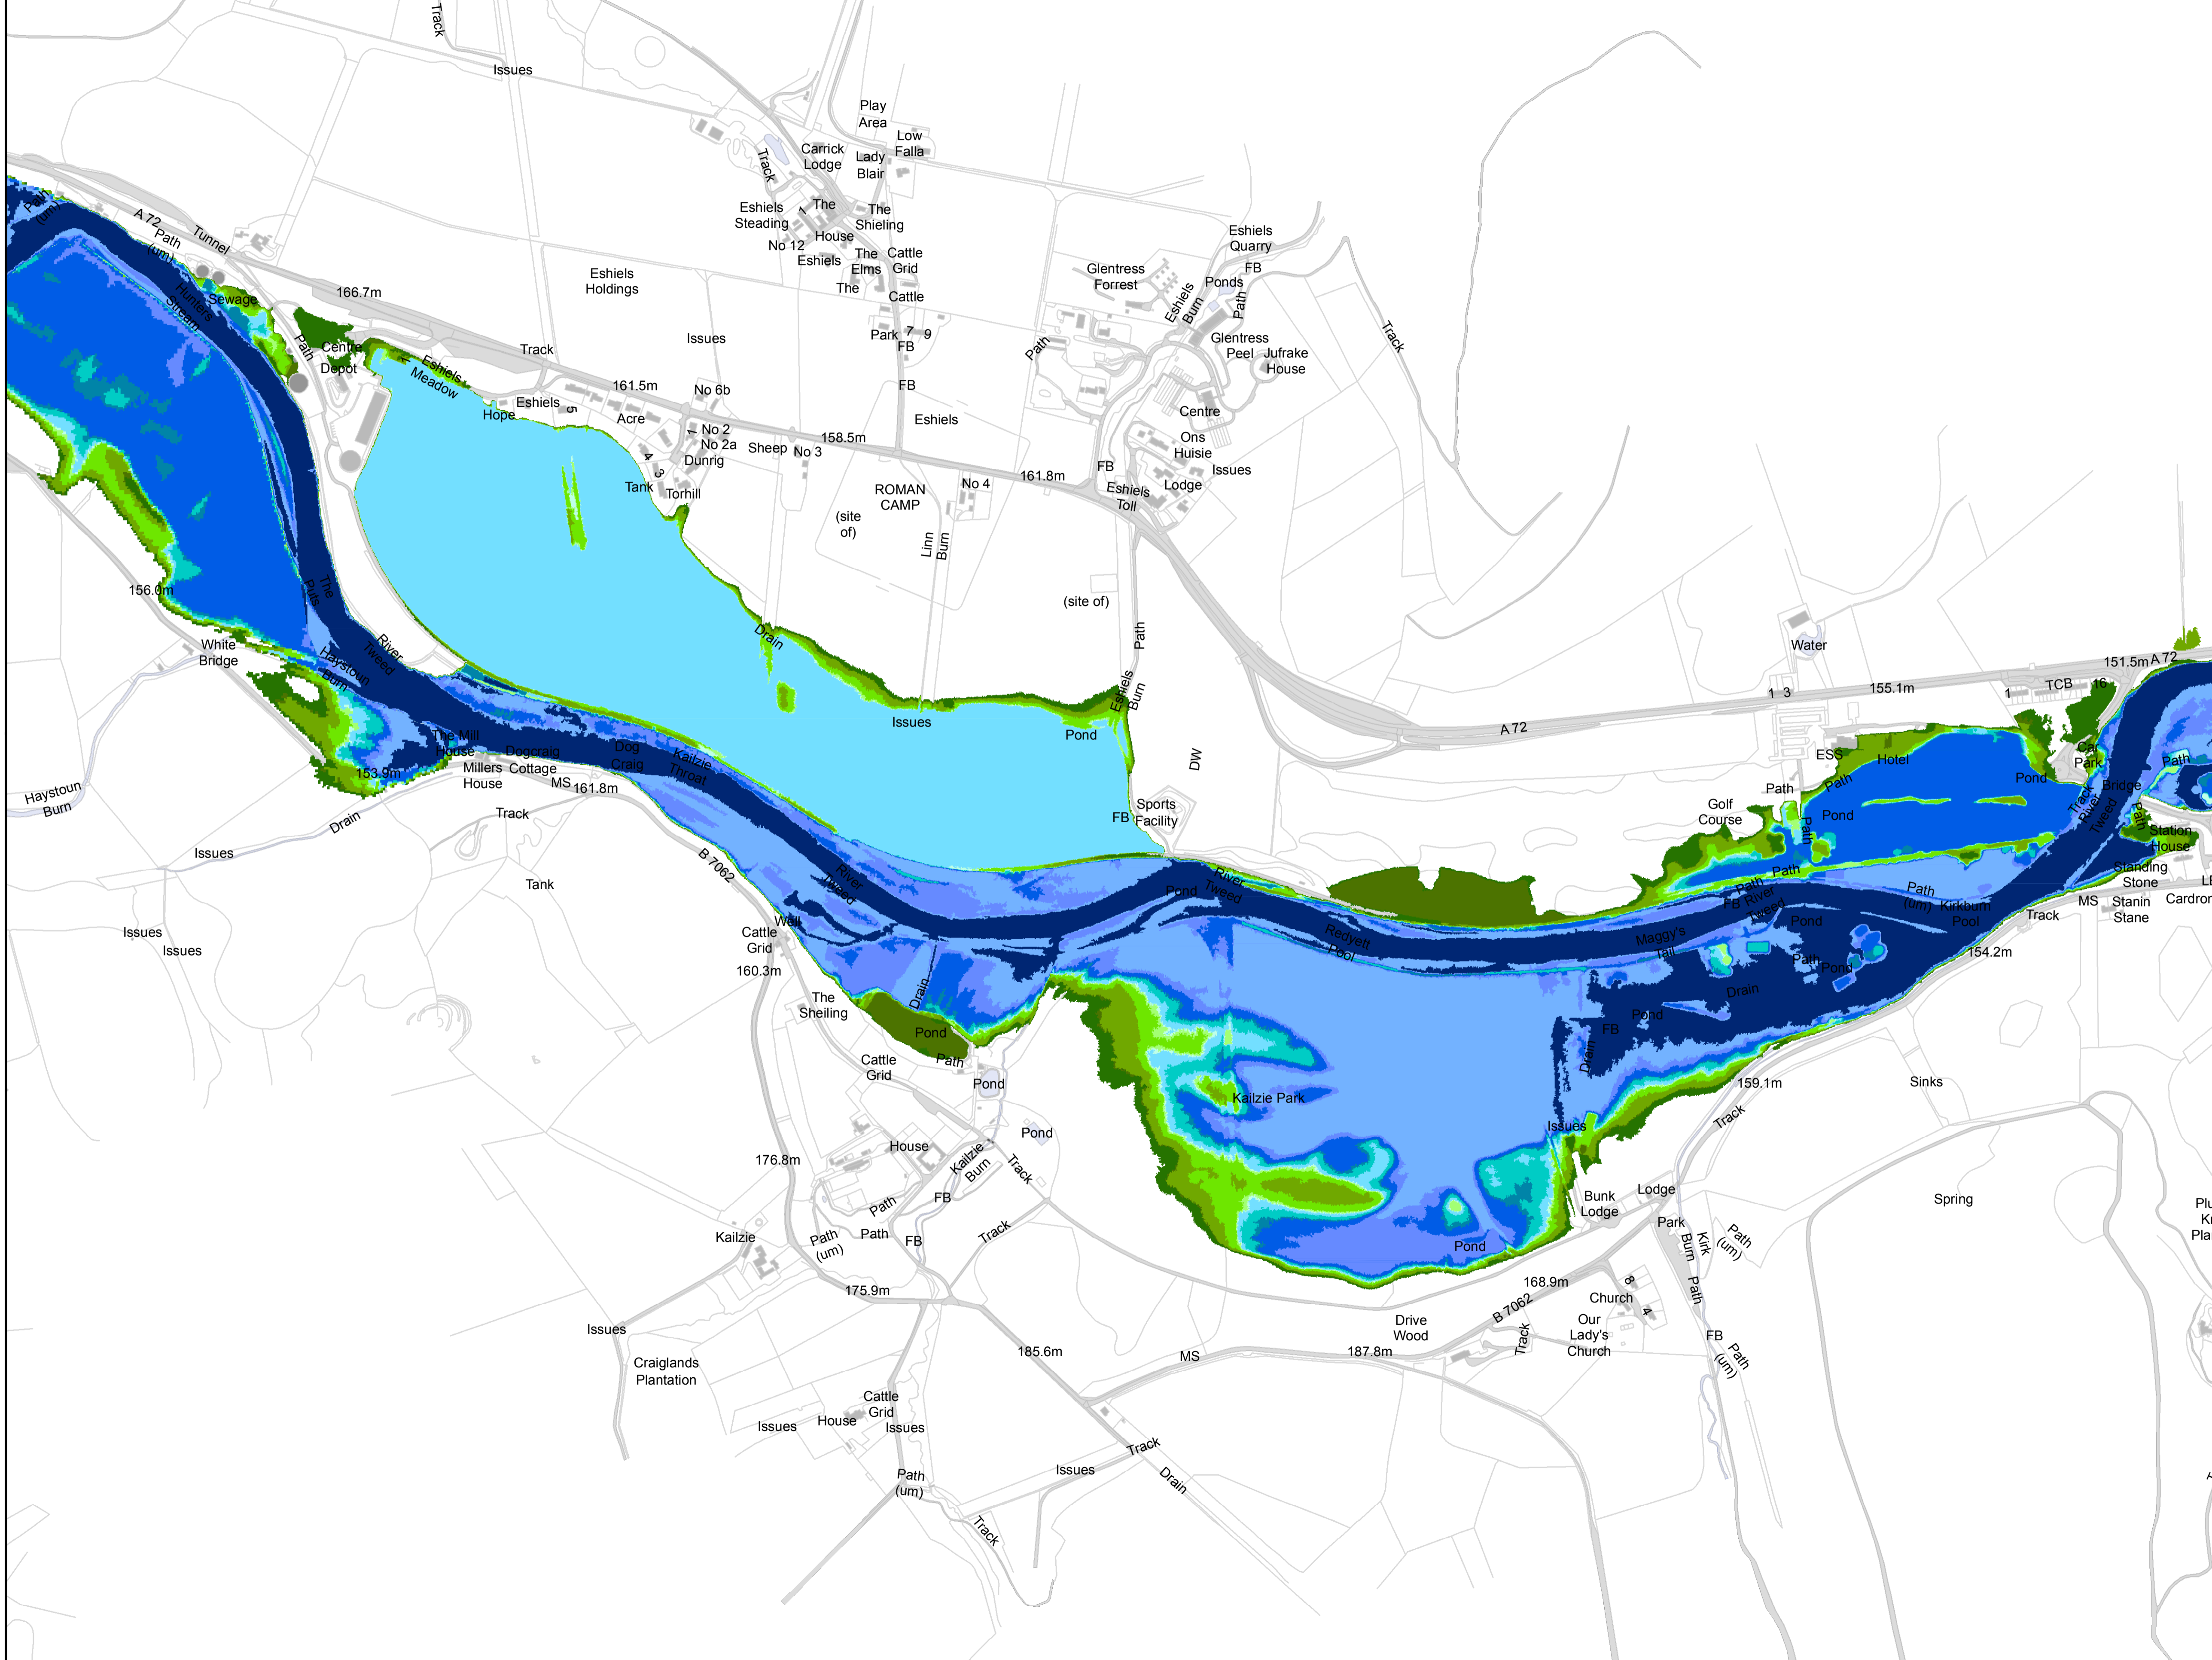 Track
Issues
Play
Area
Low
Falla
Carrick
Lodge
Lady
Blair
Track
Eshiels
Steading
1
The
House
The
Shieling
No 12
Eshiels
The
Elms
The
Cattle
Grid
Cattle
Park
7
9
FB
FB
Eshiels
Path
(um)
A 72
Path
(um)
Tunnel
Hunters
Stream
Sewage
166.7m
Path
Centre
Depot
1
Eshiels
Meadow
Hope
Eshiels
5
Track
Eshiels
Holdings
Issues
161.5m
Acre
No 6b
No 2
1
No 2a
Dunrig
4
3
Tank
Torhill
Sheep
No 3
158.5m
ROMAN
CAMP
(site
of)
Linn
Burn
No 4
161.8m
Path
Glentress
Forrest
Eshiels
Burn
Eshiels
Quarry
FB
Ponds
Path
Glentress
Peel
Jufrake
House
Centre
Ons
Huisie
Issues
Lodge
FB
Eshiels
Toll
Track
(site of)
Path
Eshiels
Burn
Pond
Issues
Drain
156.0m
White
Bridge
The
Puts
River
Tweed
Haystoun
Burn
Haystoun
Burn
153.9m
The Mill
House
Millers
House
Dogcraig
Cottage
MS
161.8m
Dog
Craig
Kailzie
Throat
Drain
Track
Issues
Tank
B 7062
River
Tweed
Well
Cattle
Grid
160.3m
Issues
Issues
FB
Sports
Facility
DW
A 72
Pond
River
Tweed
Redyett
Pool
Maggy's
Tail
FB
River
Tweed
Path
Path
Pond
Path
Pond
Drain
Pond
FB
Drain
Issues
Water
1
3
155.1m
1
TCB
16
151.5m
A 72
ESS
Hotel
Path
Path
Pond
Path
Pond
Golf
Course
Car
Park
Bridge
Track
River
Tweed
Path
Path
Station
House
Standing
Stone
MS
Stanin
Stane
Track
Path
(um)
Kirkburn
Pool
154.2m
The
Sheiling
Drain
Pond
Path
Cattle
Grid
Pond
Pond
House
Kailzie
Burn
Track
FB
Path
Path
Path
(um)
FB
Track
Kailzie
176.8m
175.9m
Kailzie Park
Pond
159.1m
Track
Sinks
Spring
Bunk
Lodge
Lodge
Park
Kirk
Burn
Path
(um)
Path
168.9m
B 7062
Church
8
4
Our
Lady's
Church
Track
FB
Path
(um)
Drive
Wood
187.8m
MS
185.6m
Issues
Craiglands
Plantation
Cattle
Grid
Issues
House
Issues
Path
(um)
Track
Issues
Track
Drain